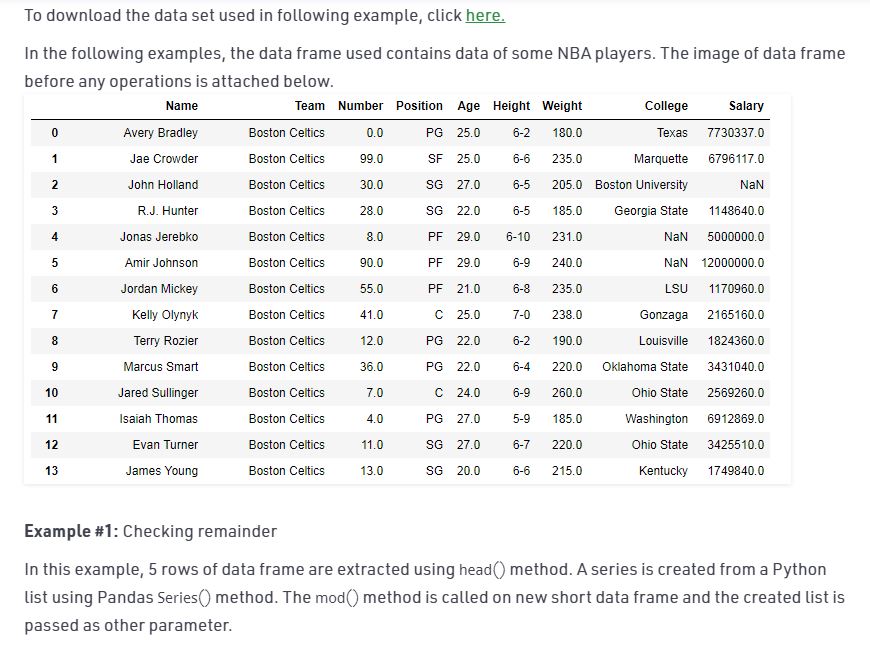 To download the data set used in following example, click here.
In the following examples, the data frame used contains data of some NBA players. The image of data frame
before any operations is attached below.
Name Team Number Position Age Height Weight College Salary
0 Avery Bradley Boston Celtics 0.0 PG 25.0 6-2 180.0 Texas 7730337.0
1 Jae Crowder Boston Celtics 99.0 SF 25.0 6-6 235.0 Marquette 6796117.0
2 John Holland Boston Celtics 30.0 SG 27.0 6-5 205.0 Boston University NaN
3 R.J. Hunter Boston Celtics 28.0 SG 22.0 6-5 185.0 Georgia State 1148640.0
4 Jonas Jerebko Boston Celtics 8.0 PF 29.0 6-10 231.0 NaN 5000000.0
5 Amir Johnson Boston Celtics 90.0 PF 29.0 6-9 240.0 NaN 12000000.0
6 Jordan Mickey Boston Celtics 55.0 PF 21.0 6-8 235.0 LSU 1170960.0
7 Kelly Olynyk Boston Celtics 41.0 C 25.0 7-0 238.0 Gonzaga 2165160.0
8 Terry Rozier Boston Celtics 12.0 PG 22.0 6-2 190.0 Louisville 1824360.0
9 Marcus Smart Boston Celtics 36.0 PG 22.0 6-4 220.0 Oklahoma State 3431040.0
10 Jared Sullinger Boston Celtics 7.0 C 24.0 6-9 260.0 Ohio State 2569260.0
11 Isaiah Thomas Boston Celtics 4.0 PG 27.0 5-9 185.0 Washington 6912869.0
12 Evan Turner Boston Celtics 11.0 SG 27.0 6-7 220.0 Ohio State 3425510.0
13 James Young Boston Celtics 13.0 SG 20.0 6-6 215.0 Kentucky 1749840.0
Example #1: Checking remainder
In this example, 5 rows of data frame are extracted using head() method. A series is created from a Python
list using Pandas Series() method. The mod() method is called on new short data frame and the created list is
passed as other parameter.